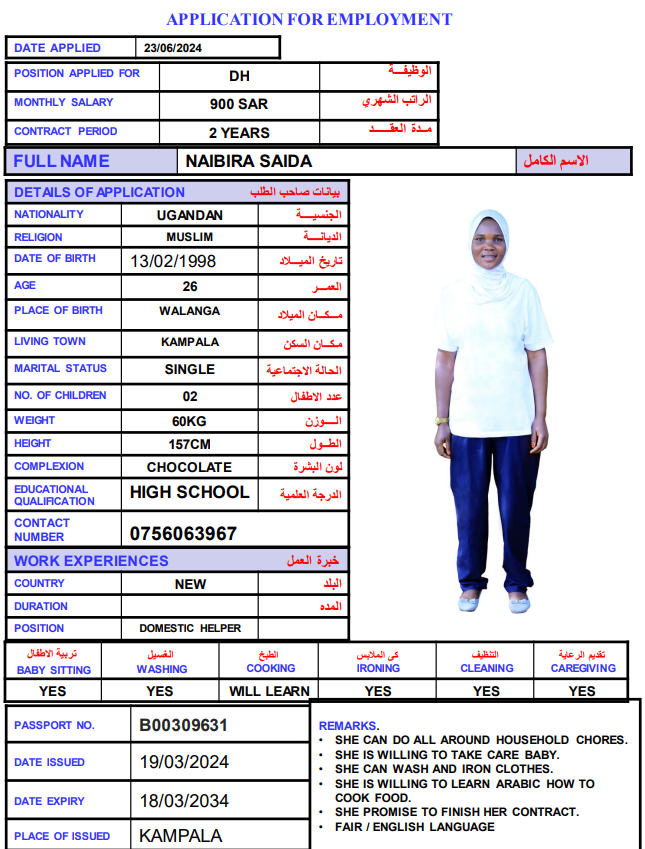 APPLICATION FOR EMPLOYMENT
DATE APPLIED 23/06/2024
POSITION APPLIED FOR DH الوظيفـــة
MONTHLY SALARY 900 SAR الراتب الشهري
CONTRACT PERIOD 2 YEARS مـدة العقـــد
FULL NAME NAIBIRA SAIDA الاسم الكامل
DETAILS OF APPLICATION بيانات صاحب الطلب
NATIONALITY UGANDAN الجنسيـــة
RELIGION MUSLIM الديانـــة
DATE OF BIRTH 13/02/1998 تاريخ الميـــلاد
AGE 26 العمـــر
PLACE OF BIRTH WALANGA مـكـان الميلاد
LIVING TOWN KAMPALA مكـان السكن
MARITAL STATUS SINGLE الحالة الاجتماعية
NO. OF CHILDREN 02 عدد الاطفال
WEIGHT 60KG الـــوزن
HEIGHT 157CM الطـول
COMPLEXION CHOCOLATE لون البشرة
EDUCATIONAL QUALIFICATION HIGH SCHOOL الدرجة العلمية
CONTACT NUMBER 0756063967
WORK EXPERIENCES خبرة العمل
COUNTRY NEW البلد
DURATION المده
POSITION DOMESTIC HELPER
تربية الاطفال الغسيل الطبخ كى الملابس التنظيف تقديم الرعاية
BABY SITTING WASHING COOKING IRONING CLEANING CAREGIVING
YES YES WILL LEARN YES YES YES
PASSPORT NO. B00309631
DATE ISSUED 19/03/2024
DATE EXPIRY 18/03/2034
PLACE OF ISSUED KAMPALA
REMARKS.
• SHE CAN DO ALL AROUND HOUSEHOLD CHORES.
• SHE IS WILLING TO TAKE CARE BABY.
• SHE CAN WASH AND IRON CLOTHES.
• SHE IS WILLING TO LEARN ARABIC HOW TO
COOK FOOD.
• SHE PROMISE TO FINISH HER CONTRACT.
• FAIR / ENGLISH LANGUAGE